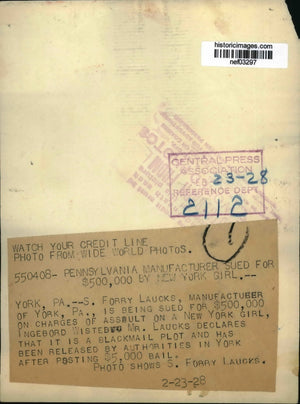 historicimages.com
nef03297
CENTRAL PRESS
ASSOCIATION
23-28
REFERENCE DEPT.
2112
1
WATCH YOUR CREDIT LINE
PHOTO FROM WIDE WORLD PHOTOS.
550408- PENNSYLVANIA MANUFACTURER SUED FOR
$500,000 BY NEW YORK GIRL.--
YORK, PA.--S. FORRY LAUCKS, MANUFACTURER
OF YORK, PA., IS BEING SUED FOR $500,000
ON CHARGES OF ASSAULT ON A NEW YORK GIRL,
INGEBORD WISTED. MR. LAUCKS DECLARES
THAT IT IS A BLACKMAIL PLOT AND HAS
BEEN RELEASED BY AUTHORITIES IN YORK
AFTER POSTING $5,000 BAIL.
PHOTO SHOWS S. FORRY LAUCKS.
2-23-28